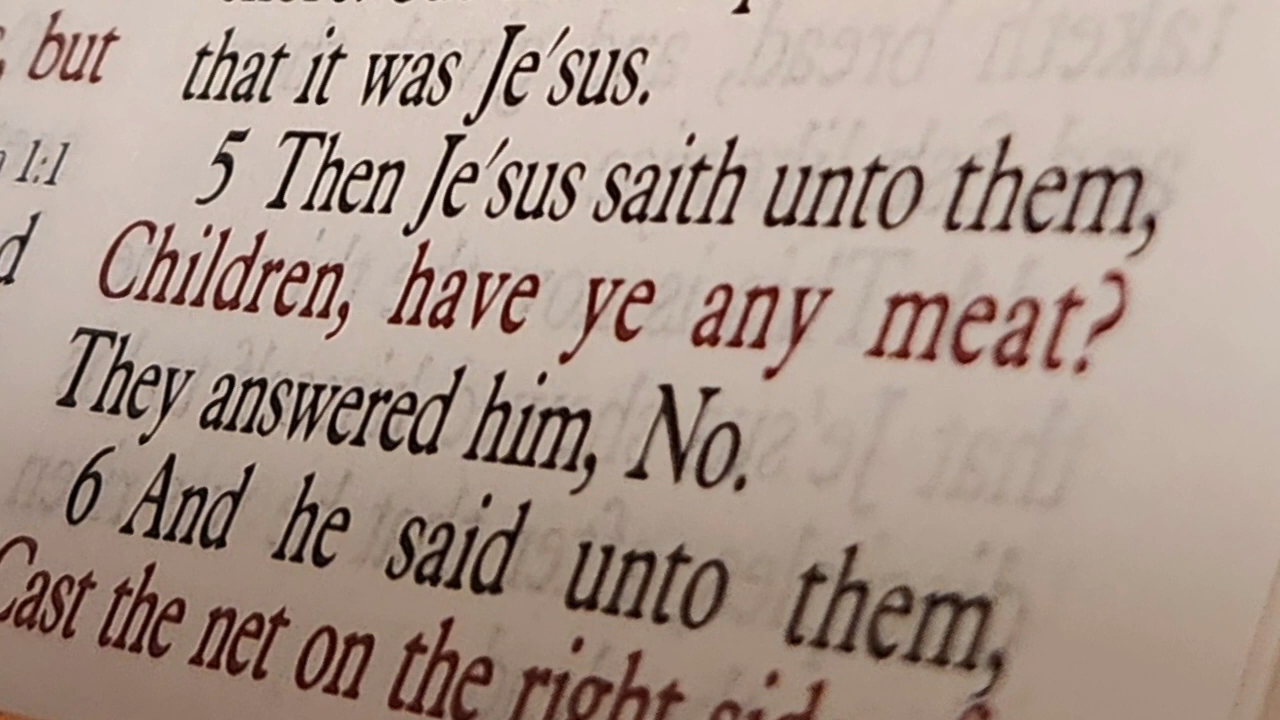 but
that it was Je′sus.
1:1
5 Then Je′sus saith unto them,
d
Children, have ye any meat?
They answered him, No.
6 And he said unto them,
Cast the net on the right